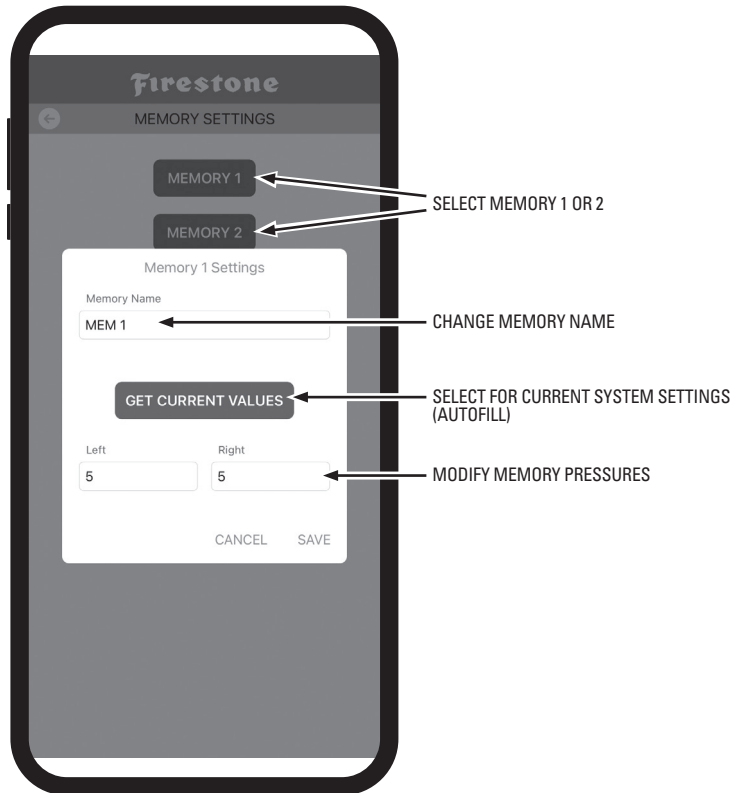 Firestone
MEMORY SETTINGS
MEMORY 1
MEMORY 2
SELECT MEMORY 1 OR 2
Memory 1 Settings
Memory Name
MEM 1
CHANGE MEMORY NAME
GET CURRENT VALUES
SELECT FOR CURRENT SYSTEM SETTINGS
(AUTOFILL)
Left Right
5 5
MODIFY MEMORY PRESSURES
CANCEL SAVE